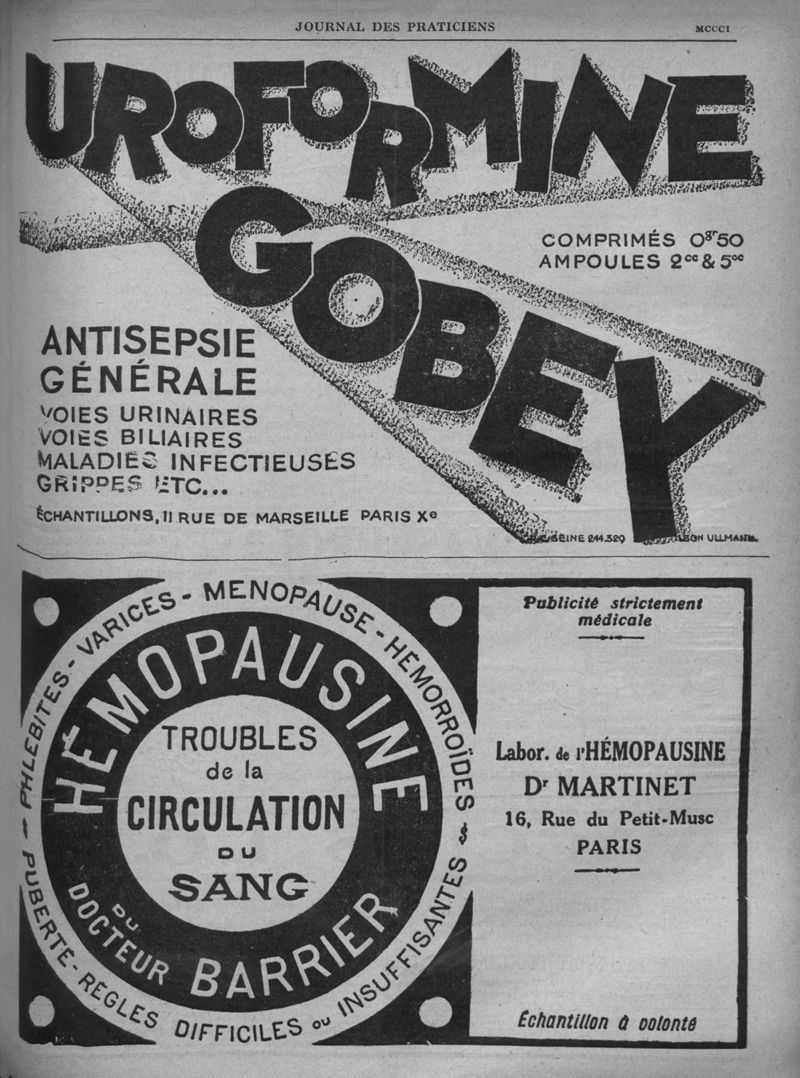 JOURNAL DES PRATICIENS
MCCCI
UROFORMINE
GOBEY
COMPRIMÉS 0gr50
AMPOULES 2cc & 5cc
ANTISEPSIE
GÉNÉRALE
VOIES URINAIRES
VOIES BILIAIRES
MALADIES INFECTIEUSES
GRIPPES ETC...
ÉCHANTILLONS, 11 RUE DE MARSEILLE PARIS Xe
SEINE 244.329
ULLMANN
PHLÉBITES - VARICES - MENOPAUSE - HÉMORROÏDES
HÉMOPAUSINE
TROUBLES
de la
CIRCULATION
DU
SANG
DU
DOCTEUR BARRIER
PUBERTÉ - RÈGLES DIFFICILES ou INSUFFISANTES
Publicité strictement
médicale
Labor. de l'HÉMOPAUSINE
Dr MARTINET
16, Rue du Petit-Musc
PARIS
Échantillon à volonté